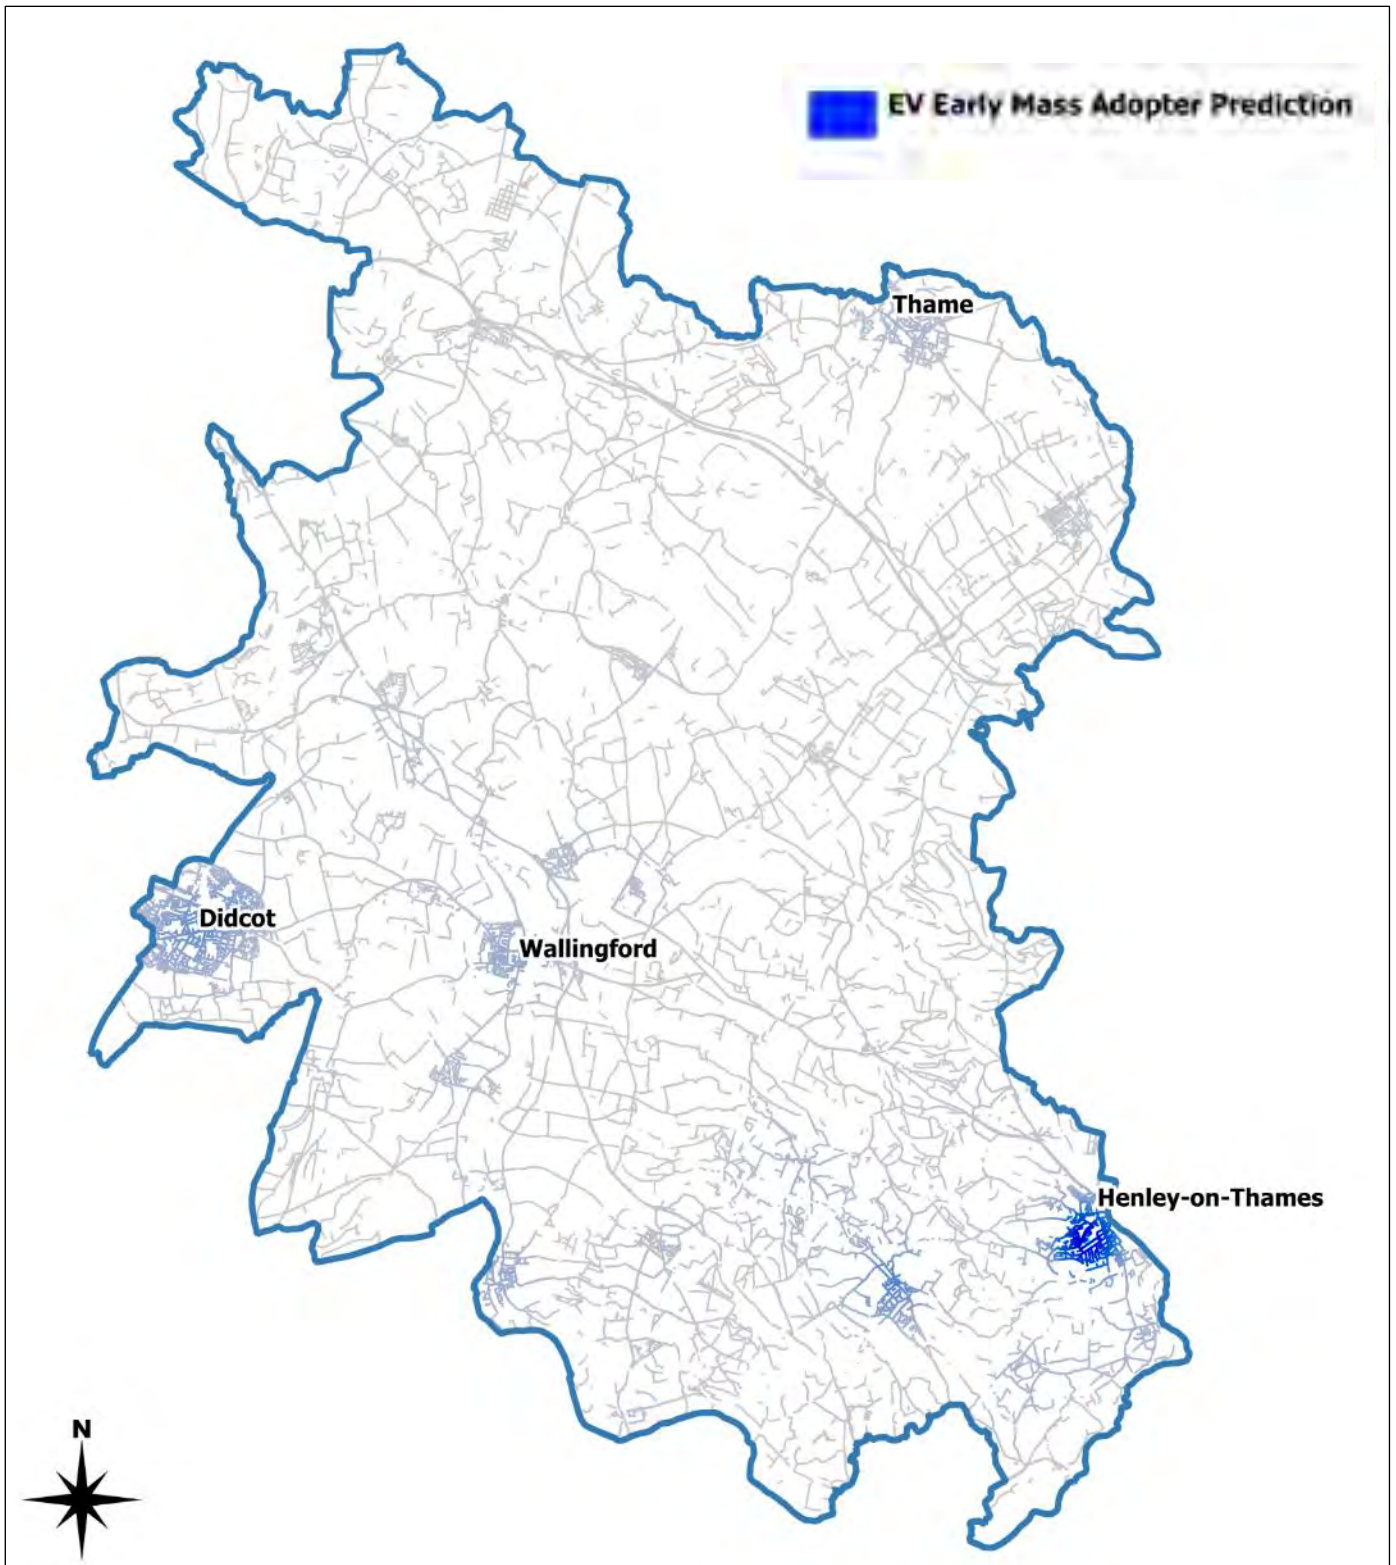 EV Early Mass Adopter Prediction
Thame
Didcot
Wallingford
Henley-on-Thames
N